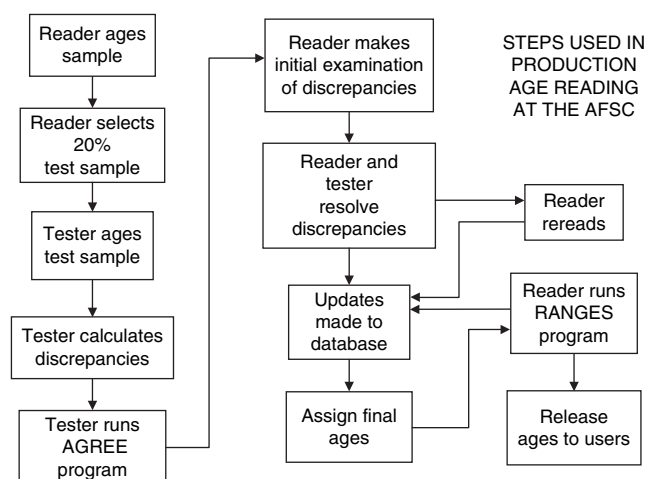 Reader ages
sample
Reader selects
20%
test sample
Tester ages
test sample
Tester calculates
discrepancies
Tester runs
AGREE
program
Reader makes
initial examination
of discrepancies
Reader and
tester
resolve
discrepancies
Reader
rereads
Updates
made to
database
Assign final
ages
Reader runs
RANGES
program
Release
ages to users
STEPS USED IN
PRODUCTION
AGE READING
AT THE AFSC